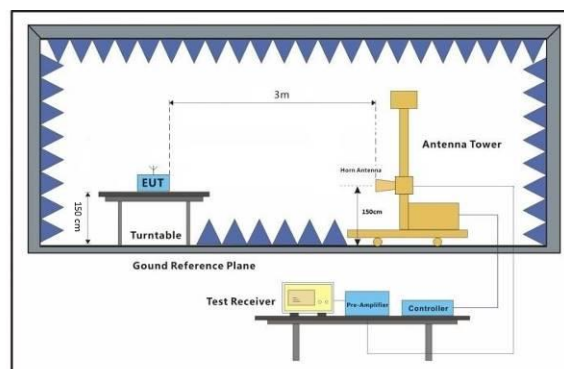 3m
Antenna Tower
Horn Antenna
EUT
150 cm
150cm
Turntable
Gound Reference Plane
Test Receiver
Pre-Amplifier
Controller